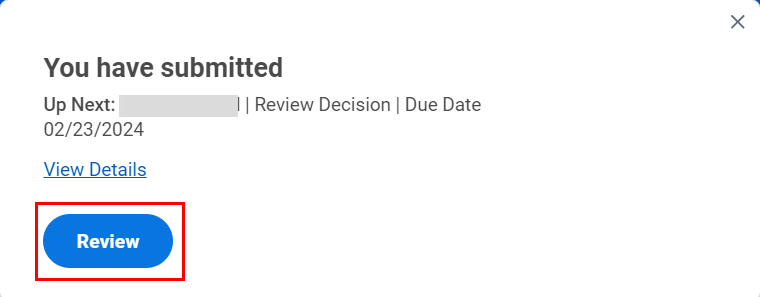 You have submitted
Up Next: | Review Decision | Due Date
02/23/2024
View Details
Review